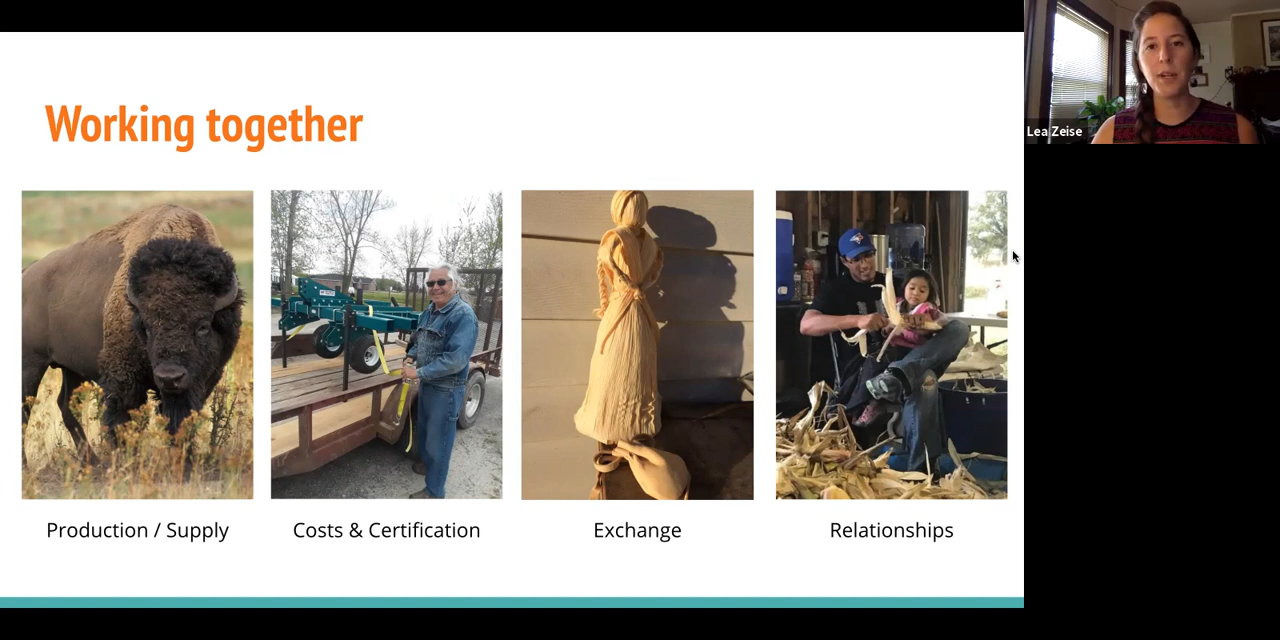 Working together
Production / Supply
Costs & Certification
Exchange
Relationships
Lea Zeise